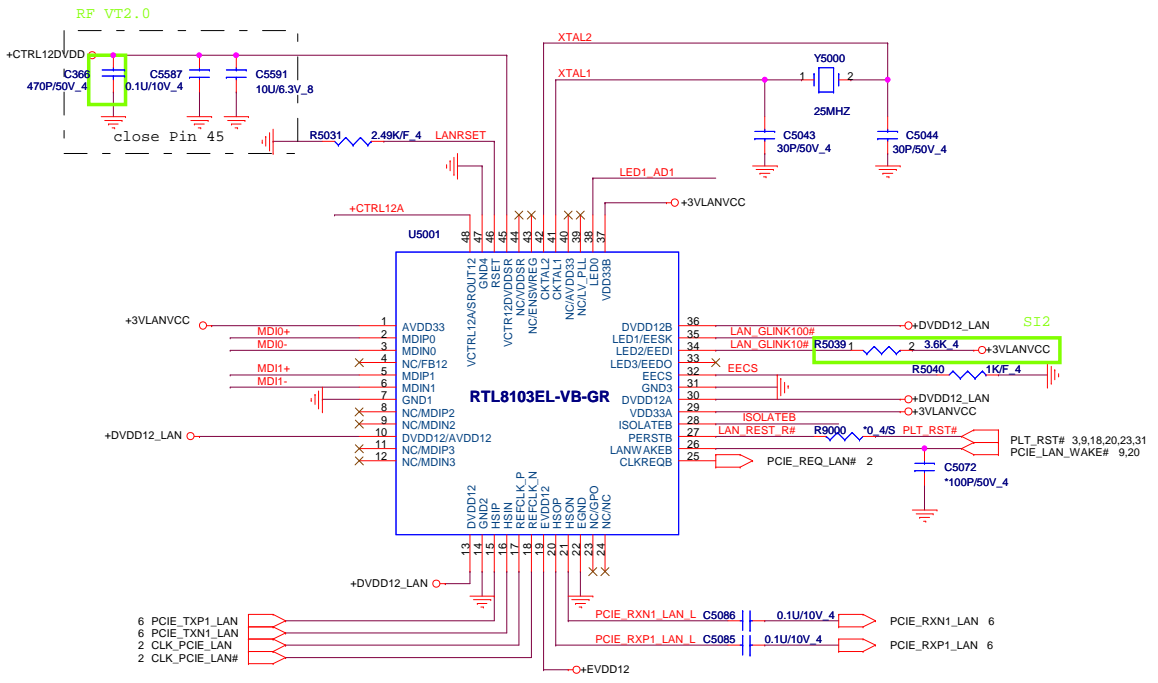 RF VT2.0
+CTRL12DVDD
C366
470P/50V_4
C5587
0.1U/10V_4
C5591
10U/6.3V_8
close Pin 45
R5031
2.49K/F_4
LANRSET
XTAL2
XTAL1
Y5000
1
2
25MHZ
C5043
30P/50V_4
C5044
30P/50V_4
LED1_AD1
+3VLANVCC
+CTRL12A
U5001
48
47
46
45
44
43
42
41
40
39
38
37
VCTRL12A/SROUT12
GND4
RSET
VCTR12DVDDSR
NC/VDDSR
NC/ENSWREG
CKTAL2
CKTAL1
NC/AVDD33
NC/LV_PLL
LED0
VDD33B
+3VLANVCC
MDI0+
MDI0-
MDI1+
MDI1-
+DVDD12_LAN
1
2
3
4
5
6
7
8
9
10
11
12
AVDD33
MDIP0
MDIN0
NC/FB12
MDIP1
MDIN1
GND1
NC/MDIP2
NC/MDIN2
DVDD12/AVDD12
NC/MDIP3
NC/MDIN3
RTL8103EL-VB-GR
DVDD12B
LED1/EESK
LED2/EEDI
LED3/EEDO
EECS
GND3
DVDD12A
VDD33A
ISOLATEB
PERSTB
LANWAKEB
CLKREQB
36
35
34
33
32
31
30
29
28
27
26
25
+DVDD12_LAN
LAN_GLINK100#
LAN_GLINK10#
SI2
R5039
1
2
3.6K_4
+3VLANVCC
EECS
R5040
1K/F_4
+DVDD12_LAN
+3VLANVCC
ISOLATEB
LAN_REST_R#
R9000
*0_4/S
PLT_RST#
PLT_RST# 3,9,18,20,23,31
PCIE_LAN_WAKE# 9,20
PCIE_REQ_LAN# 2
C5072
*100P/50V_4
DVDD12
GND2
HSIP
HSIN
REFCLK_P
REFCLK_N
EVDD12
HSOP
HSON
EGND
NC/GPO
NC/NC
13
14
15
16
17
18
19
20
21
22
23
24
+DVDD12_LAN
6 PCIE_TXP1_LAN
6 PCIE_TXN1_LAN
2 CLK_PCIE_LAN
2 CLK_PCIE_LAN#
PCIE_RXN1_LAN_L
C5086
0.1U/10V_4
PCIE_RXN1_LAN 6
PCIE_RXP1_LAN_L
C5085
0.1U/10V_4
PCIE_RXP1_LAN 6
+EVDD12